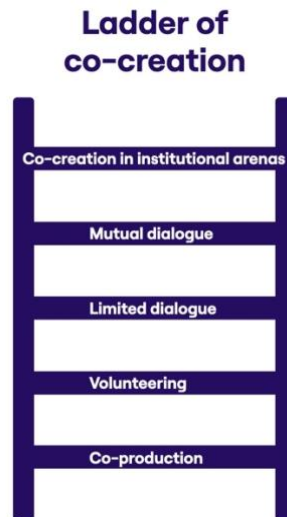 Ladder of
co-creation
Co-creation in institutional arenas
Mutual dialogue
Limited dialogue
Volunteering
Co-production